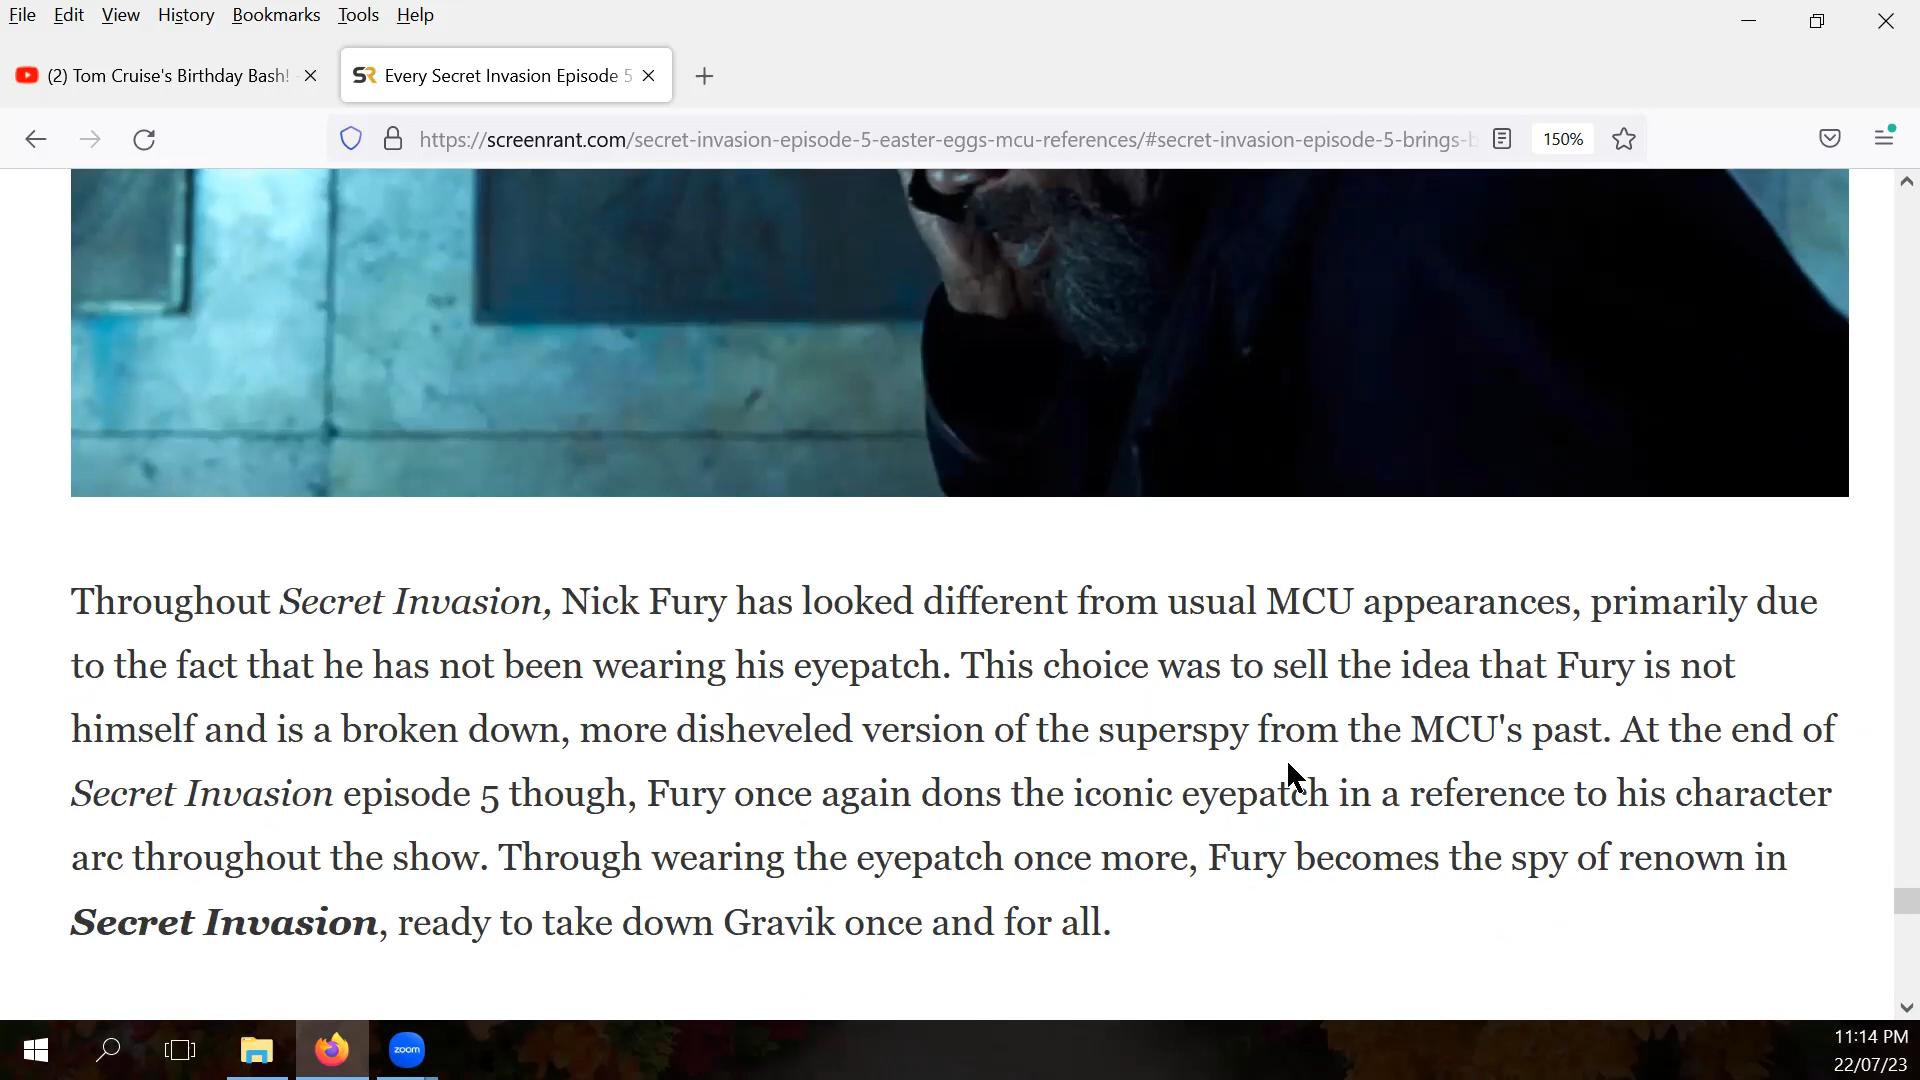 File Edit View History Bookmarks Tools Help
(2) Tom Cruise's Birthday Bash! -
SR Every Secret Invasion Episode 5
https://screenrant.com/secret-invasion-episode-5-easter-eggs-mcu-references/#secret-invasion-episode-5-brings-b
150%
Throughout Secret Invasion, Nick Fury has looked different from usual MCU appearances, primarily due
to the fact that he has not been wearing his eyepatch. This choice was to sell the idea that Fury is not
himself and is a broken down, more disheveled version of the superspy from the MCU's past. At the end of
Secret Invasion episode 5 though, Fury once again dons the iconic eyepatch in a reference to his character
arc throughout the show. Through wearing the eyepatch once more, Fury becomes the spy of renown in
Secret Invasion, ready to take down Gravik once and for all.
zoom
11:14 PM
22/07/23